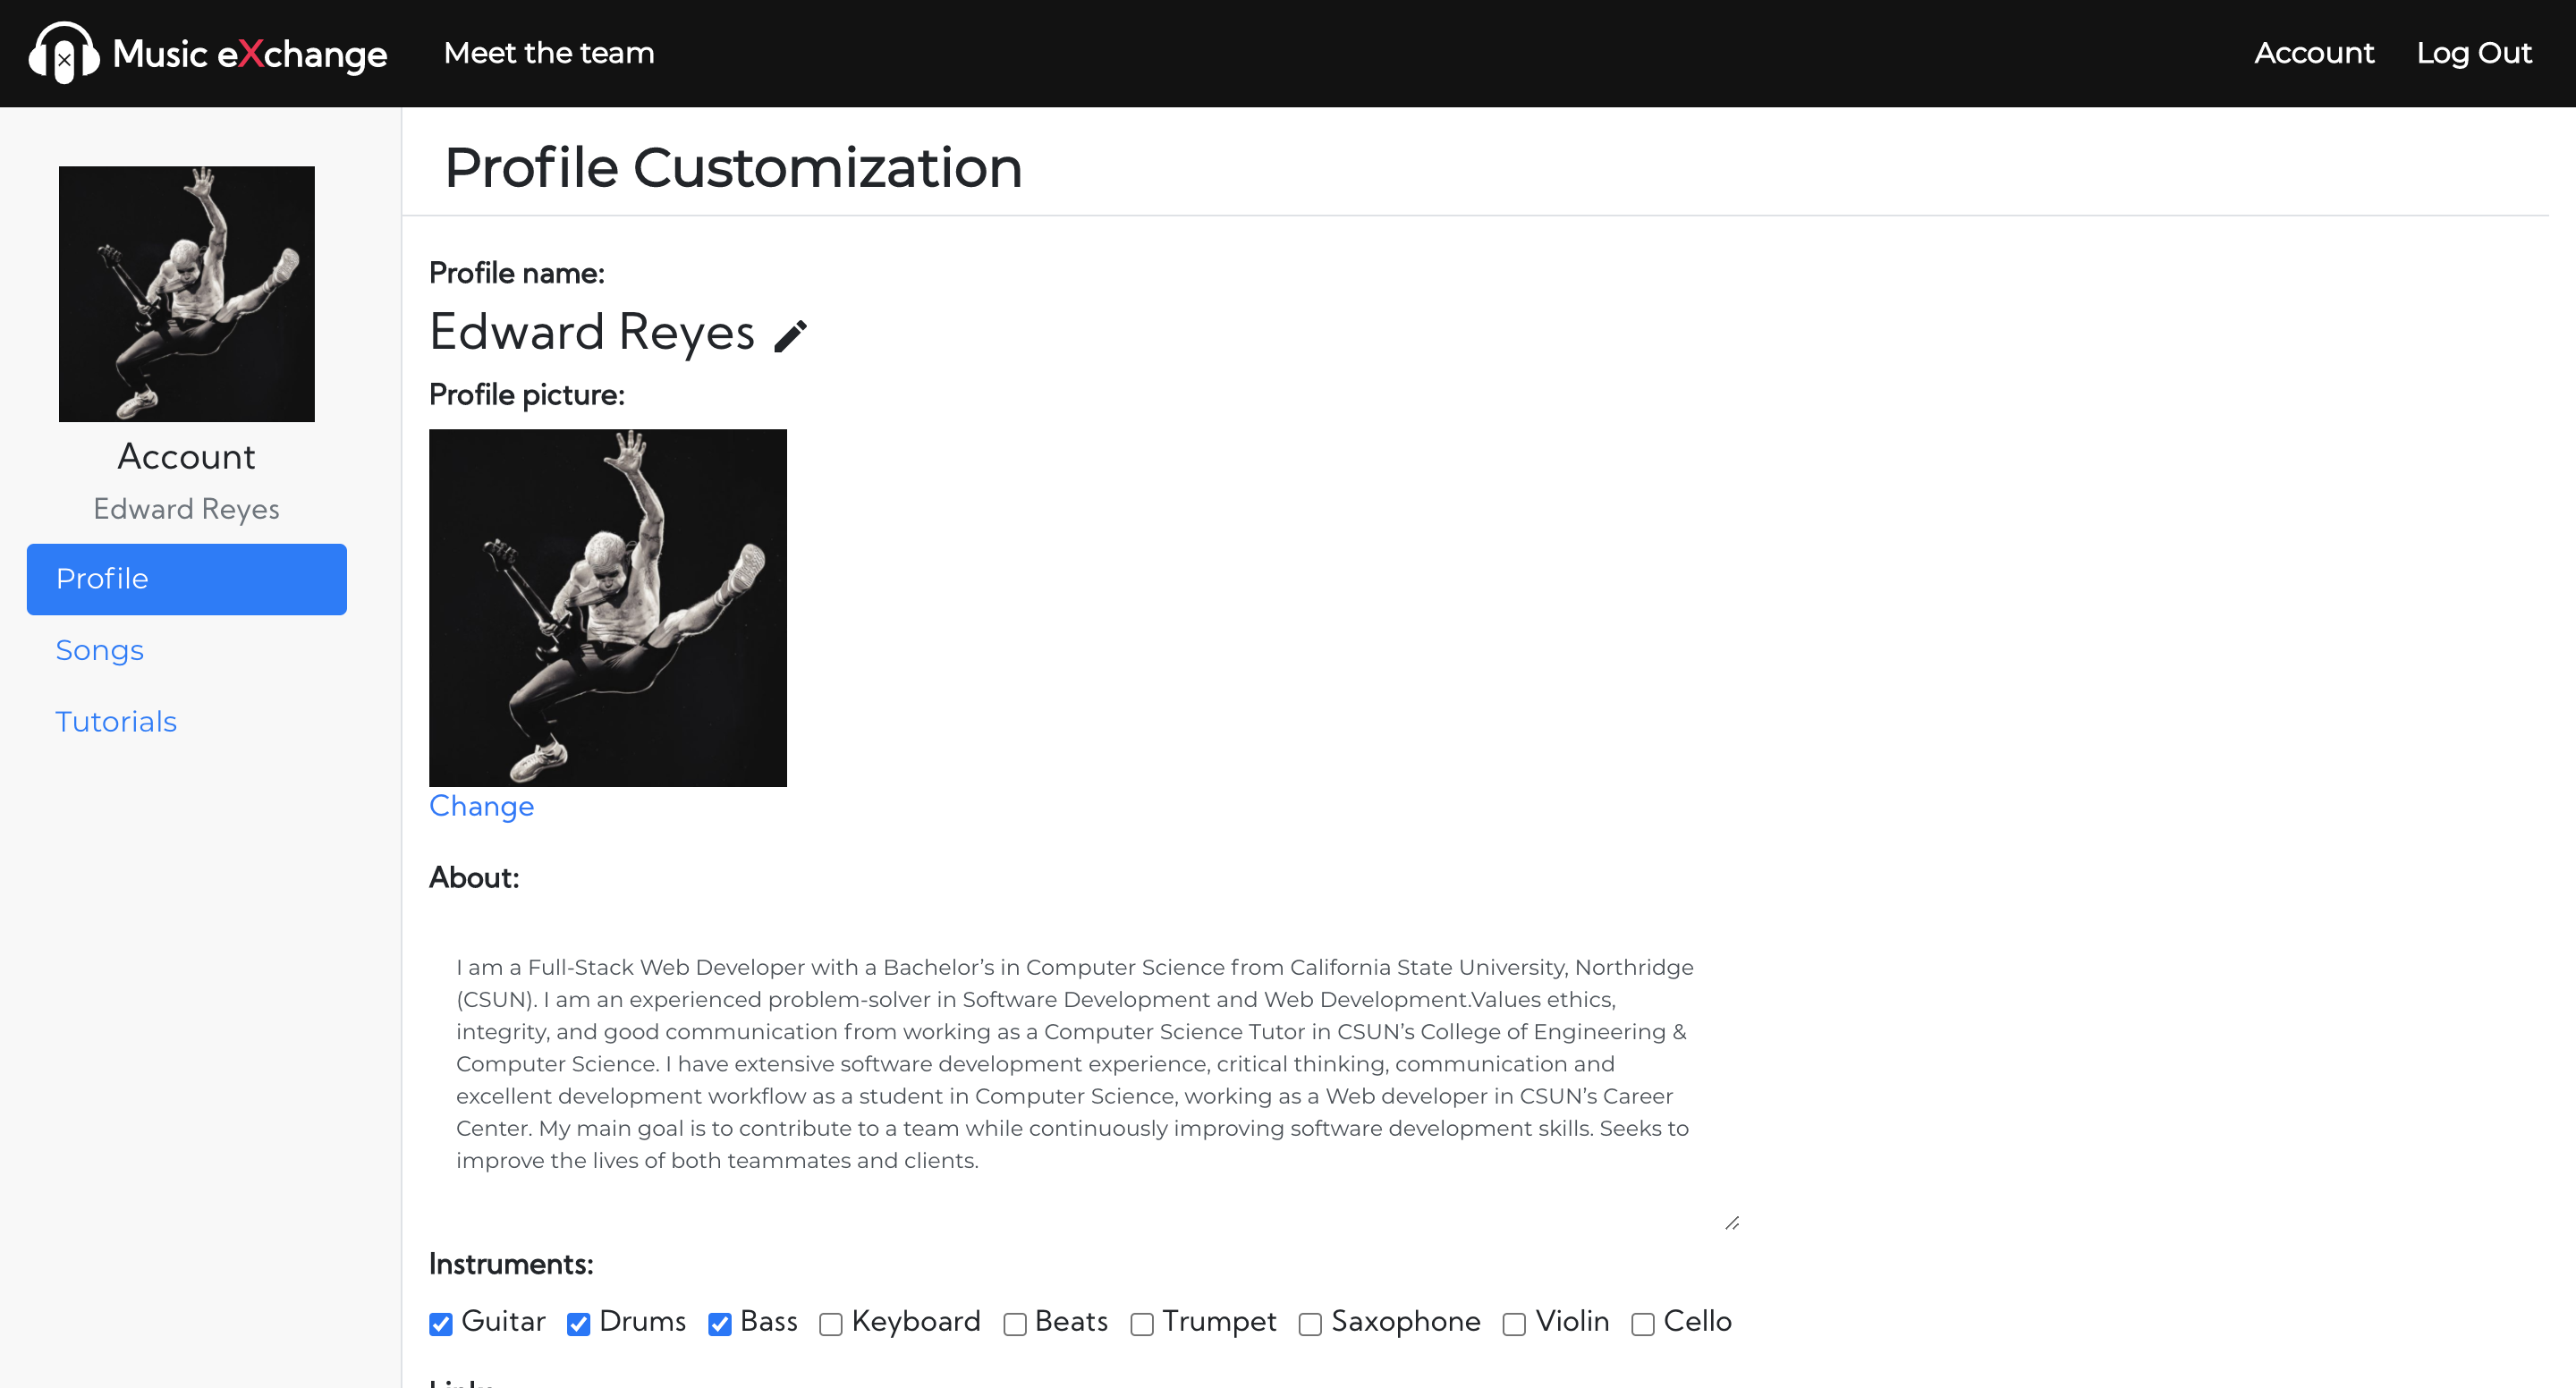 Music eXchange
Meet the team
Account
Log Out
Account
Edward Reyes
Profile
Songs
Tutorials
Profile Customization
Profile name:
Edward Reyes
Profile picture:
Change
About:
I am a Full-Stack Web Developer with a Bachelor’s in Computer Science from California State University, Northridge
(CSUN). I am an experienced problem-solver in Software Development and Web Development.Values ethics,
integrity, and good communication from working as a Computer Science Tutor in CSUN’s College of Engineering &
Computer Science. I have extensive software development experience, critical thinking, communication and
excellent development workflow as a student in Computer Science, working as a Web developer in CSUN’s Career
Center. My main goal is to contribute to a team while continuously improving software development skills. Seeks to
improve the lives of both teammates and clients.
Instruments:
Guitar Drums Bass Keyboard Beats Trumpet Saxophone Violin Cello